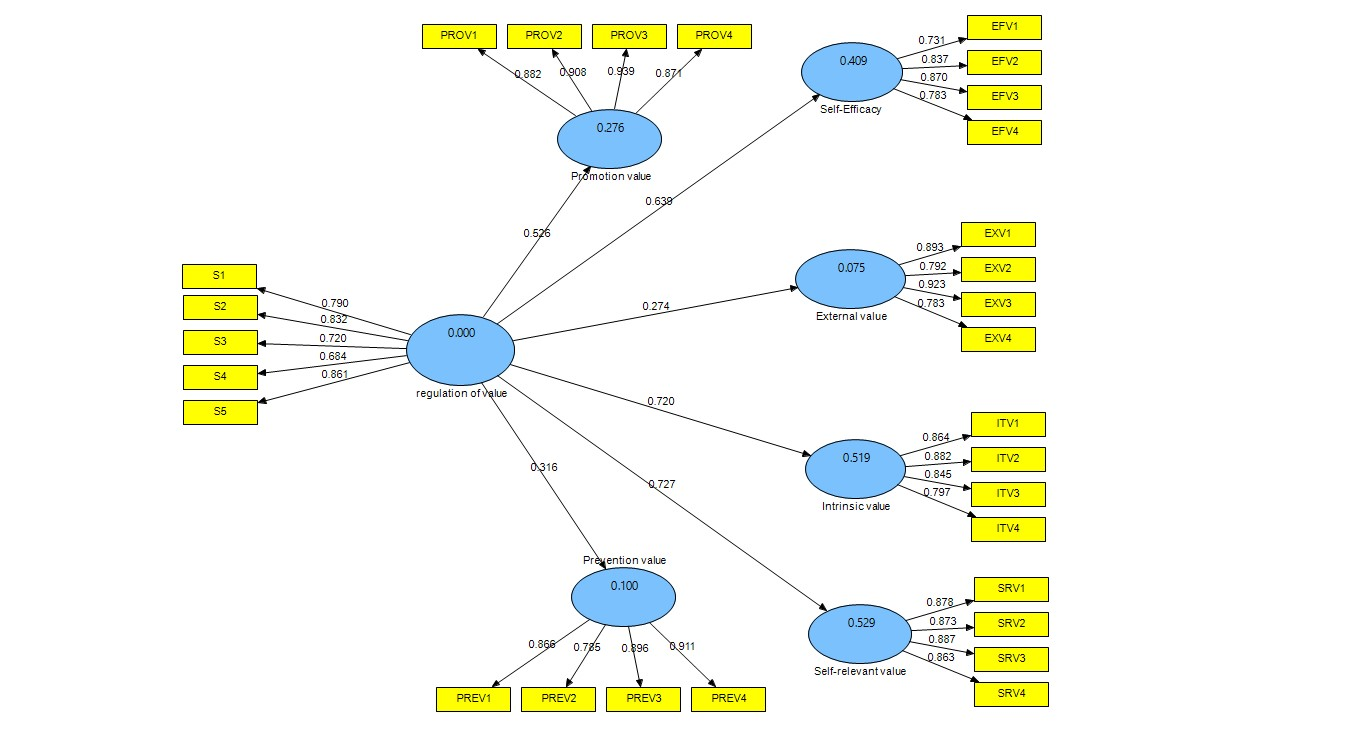 PROV1
PROV2
PROV3
PROV4
0.882
0.908
0.939
0.871
0.276
Promotion value
EFV1
EFV2
EFV3
EFV4
0.731
0.837
0.870
0.783
0.409
Self-Efficacy
0.526
0.639
S1
S2
S3
S4
S5
0.790
0.832
0.720
0.684
0.861
0.000
regulation of value
0.274
EXV1
EXV2
EXV3
EXV4
0.893
0.792
0.923
0.783
0.075
External value
0.720
ITV1
ITV2
ITV3
ITV4
0.864
0.882
0.845
0.797
0.519
Intrinsic value
0.316
0.727
Prevention value
0.100
0.866
0.785
0.896
0.911
PREV1
PREV2
PREV3
PREV4
SRV1
SRV2
SRV3
SRV4
0.878
0.873
0.887
0.863
0.529
Self-relevant value